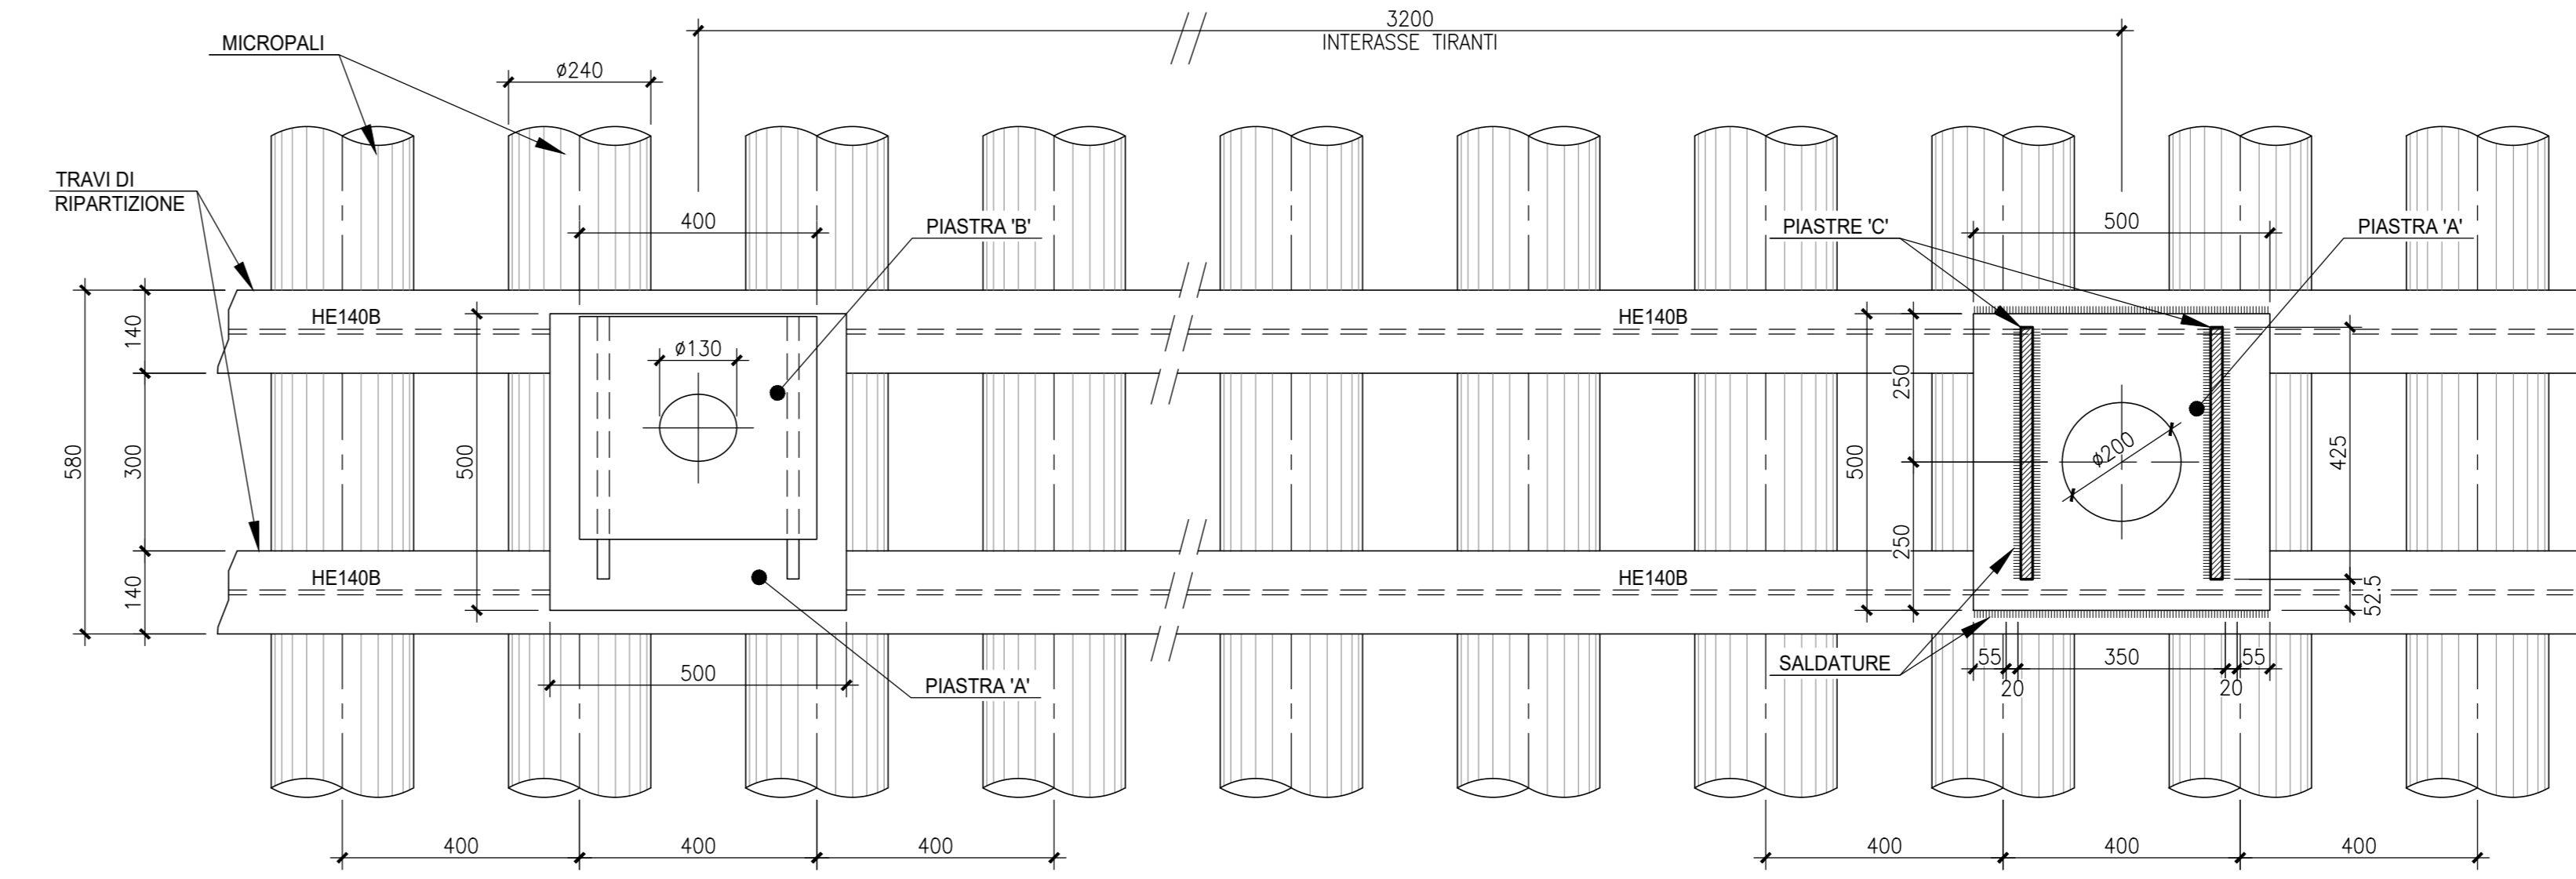 3200
INTERASSE TIRANTI
MICROPALI
ø240
TRAVI DI
RIPARTIZIONE
400
PIASTRA 'B'
PIASTRE 'C'
500
PIASTRA 'A'
HE140B
HE140B
140
ø130
250
580
300
500
500
ø200
425
HE140B
HE140B
140
250
52.5
SALDATURE
55
350
55
20
20
500
PIASTRA 'A'
400
400
400
400
400
400